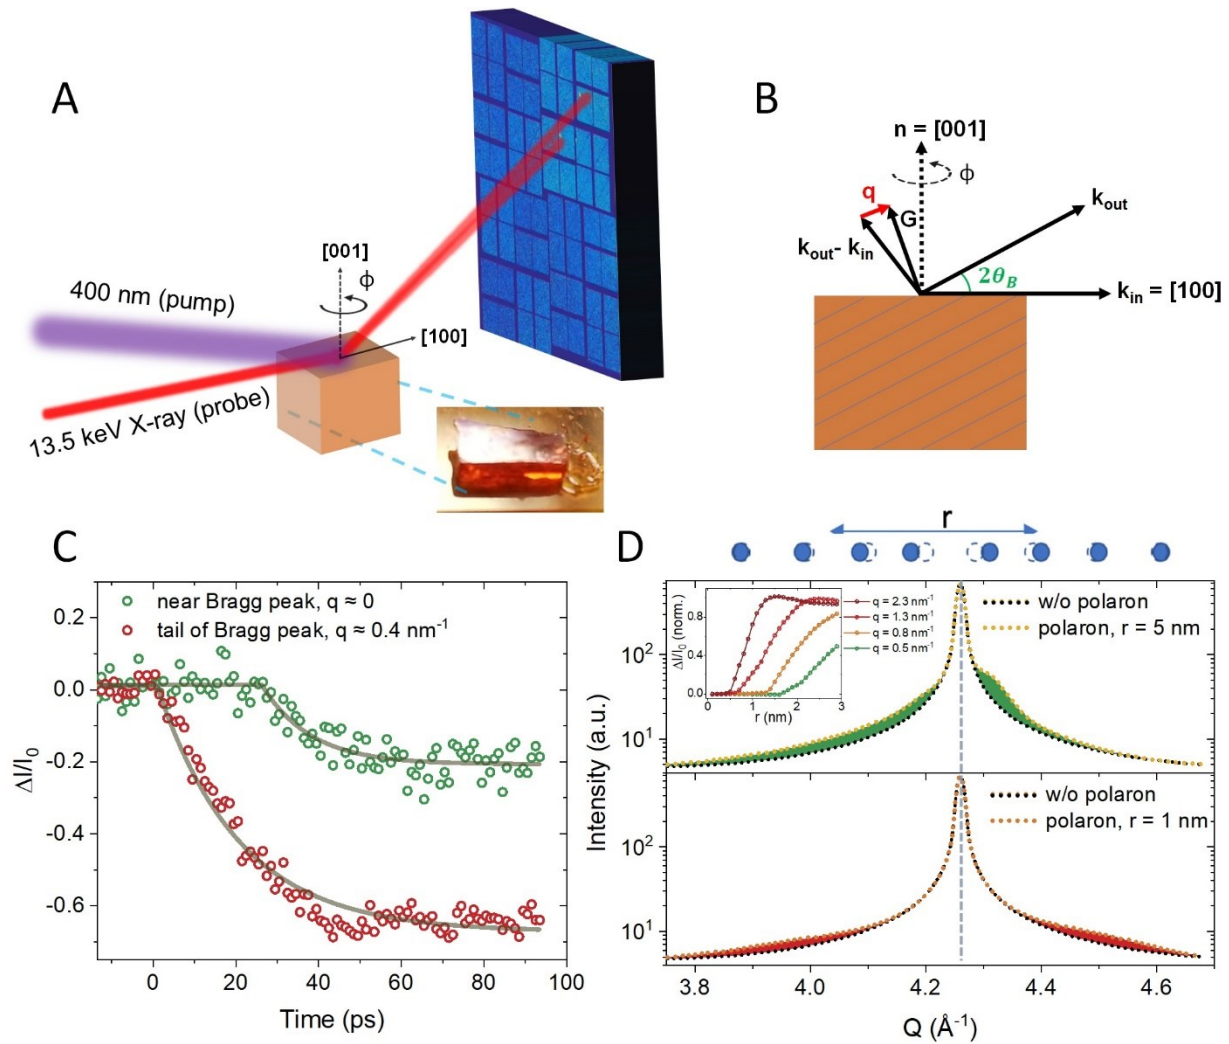 A
400 nm (pump)
13.5 keV X-ray (probe)
[001]
ϕ
[100]
B
n = [001]
ϕ
q
G
k_out
k_out- k_in
2θ_B
k_in = [100]
C
near Bragg peak, q ≈ 0
tail of Bragg peak, q ≈ 0.4 nm⁻¹
ΔI/I₀
0.2
0.0
-0.2
-0.4
-0.6
0 20 40 60 80 100
Time (ps)
D
r
w/o polaron
polaron, r = 5 nm
ΔI/I₀ (norm.)
0.8
0.4
0.0
0 1 2 3
r (nm)
q = 2.3 nm⁻¹
q = 1.3 nm⁻¹
q = 0.8 nm⁻¹
q = 0.5 nm⁻¹
10²
10¹
Intensity (a.u.)
w/o polaron
polaron, r = 1 nm
10²
10¹
3.8 4.0 4.2 4.4 4.6
Q (Å⁻¹)